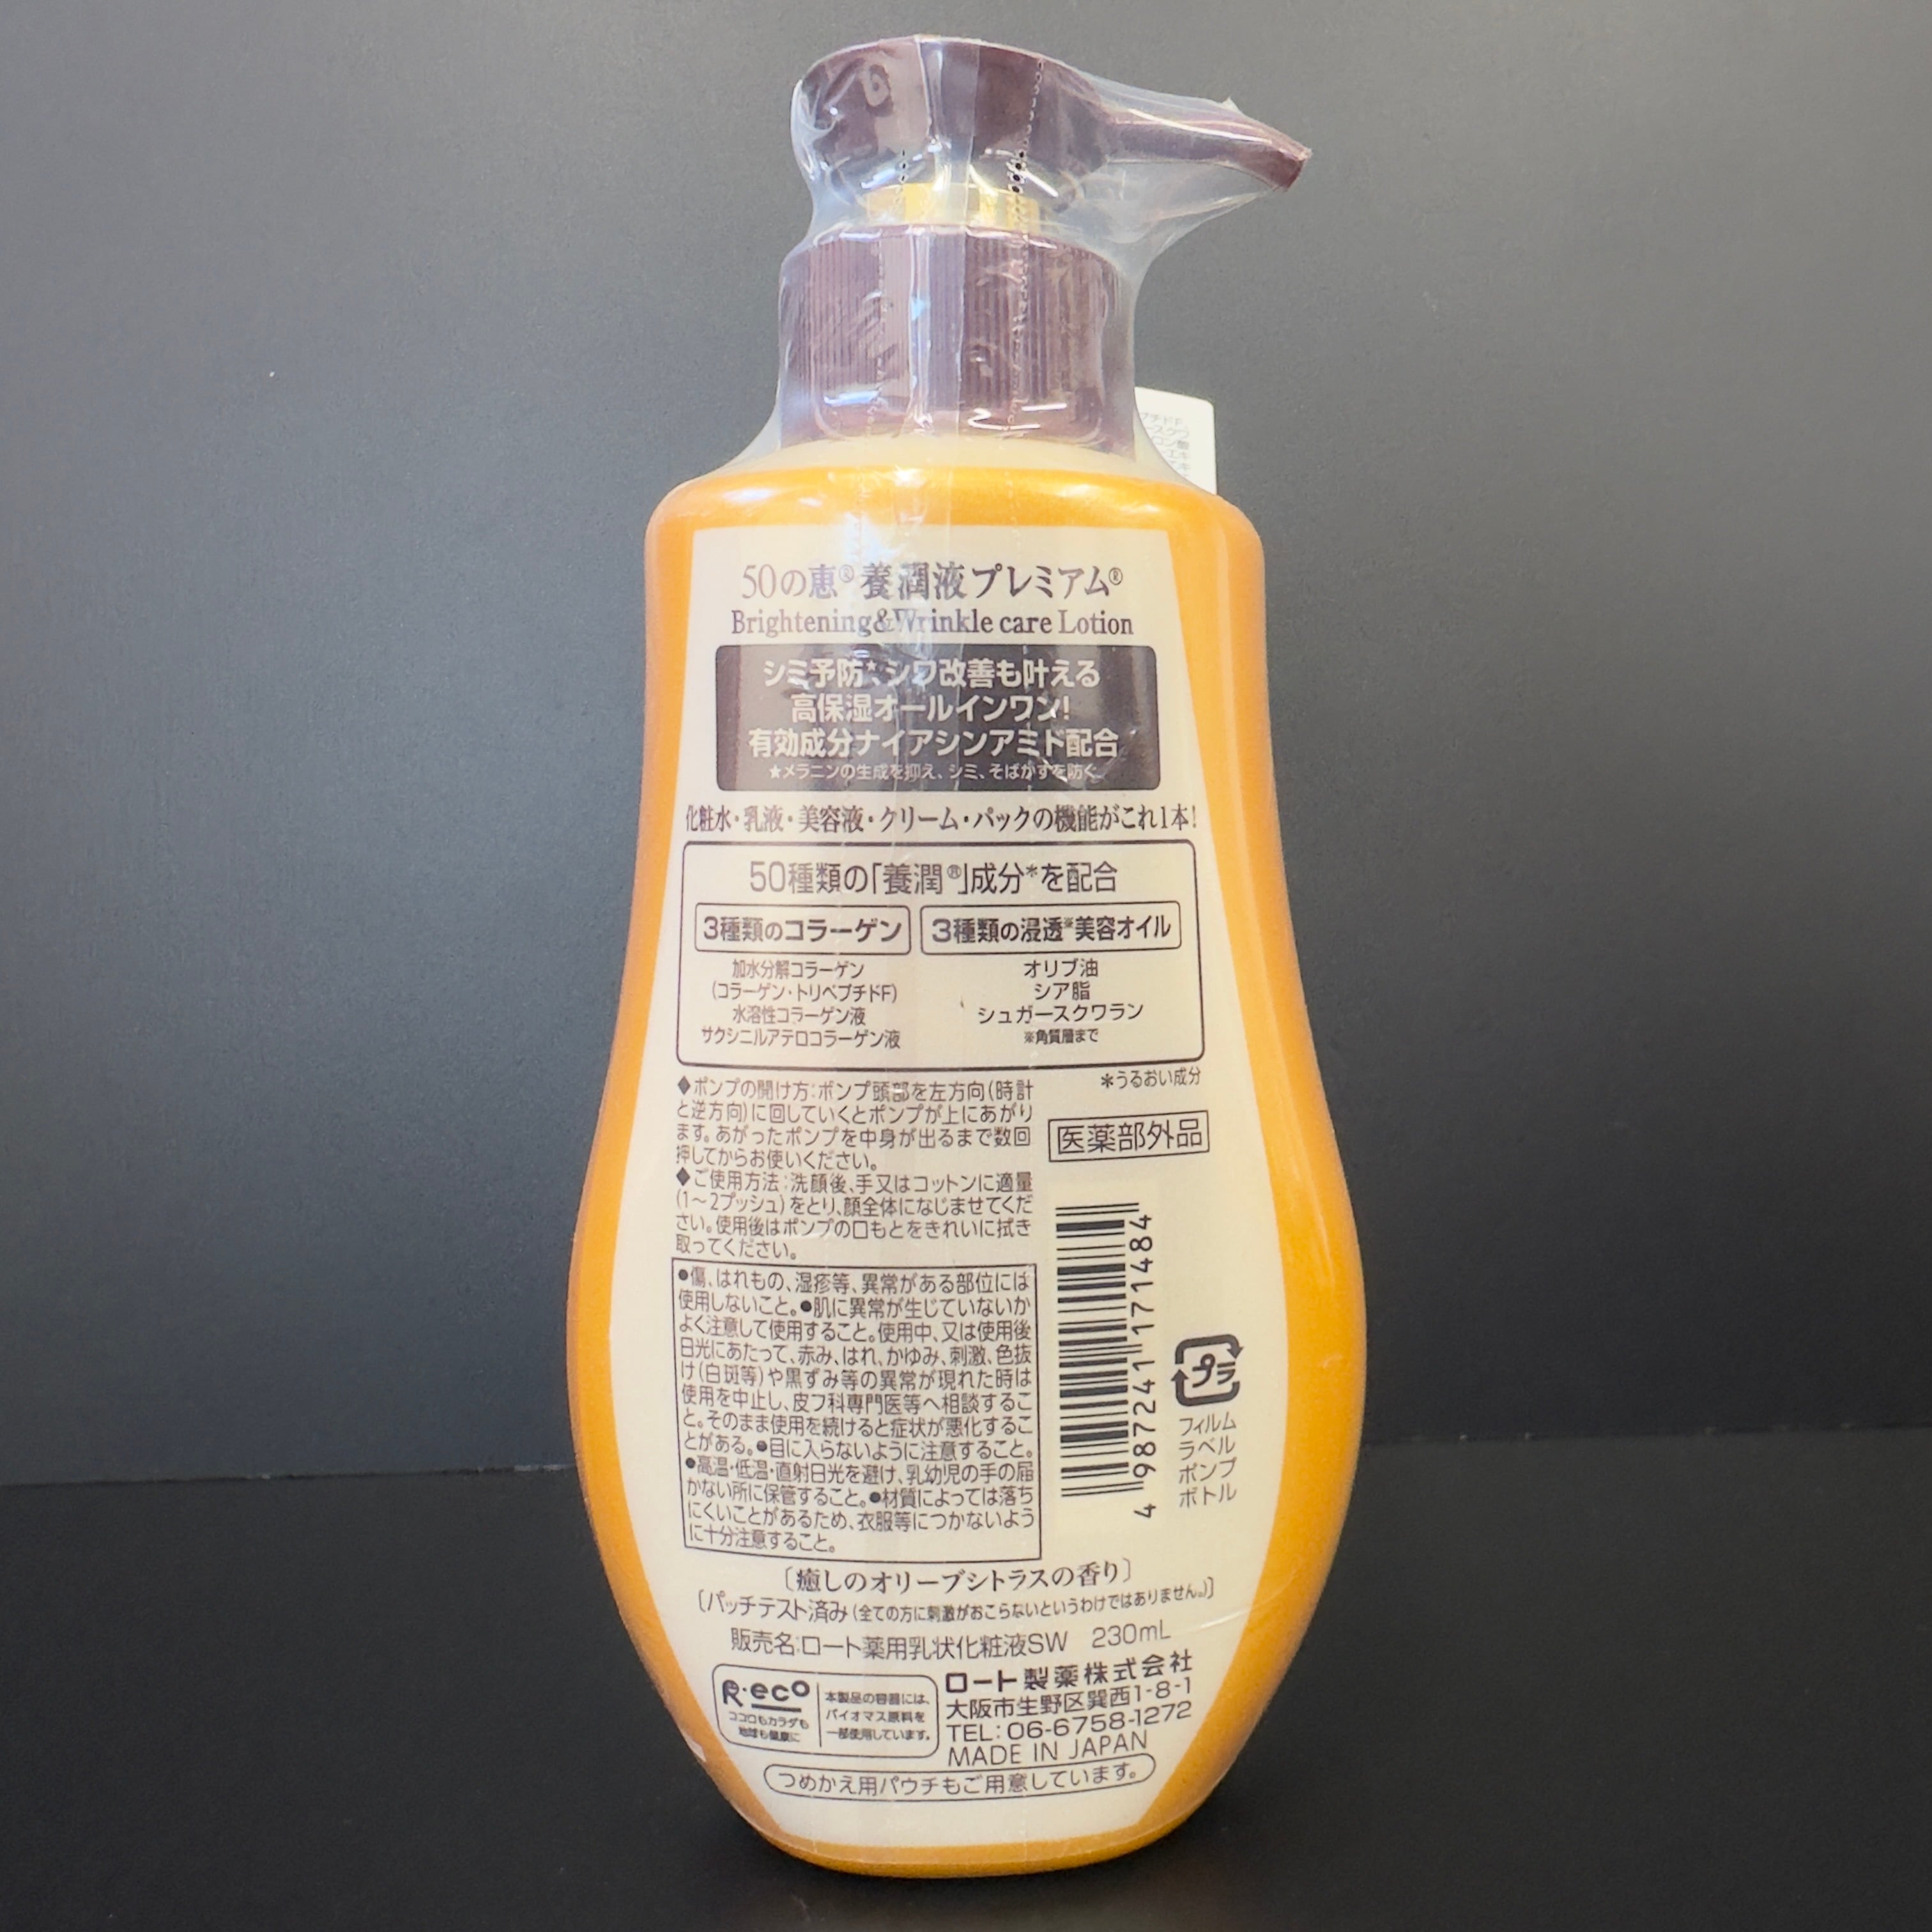 50の恵® 養潤液プレミアム®
Brightening&Wrinkle care Lotion
シミ予防★、シワ改善も叶える
高保湿オールインワン!
有効成分ナイアシンアミド配合
★メラニンの生成を抑え、シミ、そばかすを防ぐ。
化粧水・乳液・美容液・クリーム・パックの機能がこれ1本!
50種類の「養潤®」成分*を配合
3種類のコラーゲン
加水分解コラーゲン
(コラーゲン・トリペプチドF)
水溶性コラーゲン液
サクシニルアテロコラーゲン液
3種類の浸透※美容オイル
オリブ油
シア脂
シュガースクワラン
※角質層まで
*うるおい成分
◆ポンプの開け方:ポンプ頭部を左方向(時計
と逆方向)に回していくとポンプが上にあがり
ます。あがったポンプを中身が出るまで数回
押してからお使いください。
◆ご使用方法:洗顔後、手又はコットンに適量
(1〜2プッシュ)をとり、顔全体になじませてくだ
さい。使用後はポンプの口もとをきれいに拭き
取ってください。
●傷、はれもの、湿疹等、異常がある部位には
使用しないこと。●肌に異常が生じていないか
よく注意して使用すること。使用中、又は使用後
日光にあたって、赤み、はれ、かゆみ、刺激、色抜
け(白斑等)や黒ずみ等の異常が現れた時は
使用を中止し、皮フ科専門医等へ相談するこ
と。そのまま使用を続けると症状が悪化するこ
とがある。●目に入らないように注意すること。
●高温・低温・直射日光を避け、乳幼児の手の届
かない所に保管すること。●材質によっては落ち
にくいことがあるため、衣服等につかないよう
に十分注意すること。
医薬部外品
4 987241 171484
プラ
フィルム
ラベル
ポンプ
ボトル
〔癒しのオリーブシトラスの香り〕
〔パッチテスト済み(全ての方に刺激がおこらないというわけではありません。)〕
販売名:ロート薬用乳状化粧液SW 230mL
R・eco
ココロもカラダも
地球も健康に
本製品の容器には、
バイオマス原料を
一部使用しています。
ロート製薬株式会社
大阪市生野区巽西1-8-1
TEL:06-6758-1272
MADE IN JAPAN
つめかえ用パウチもご用意しています。